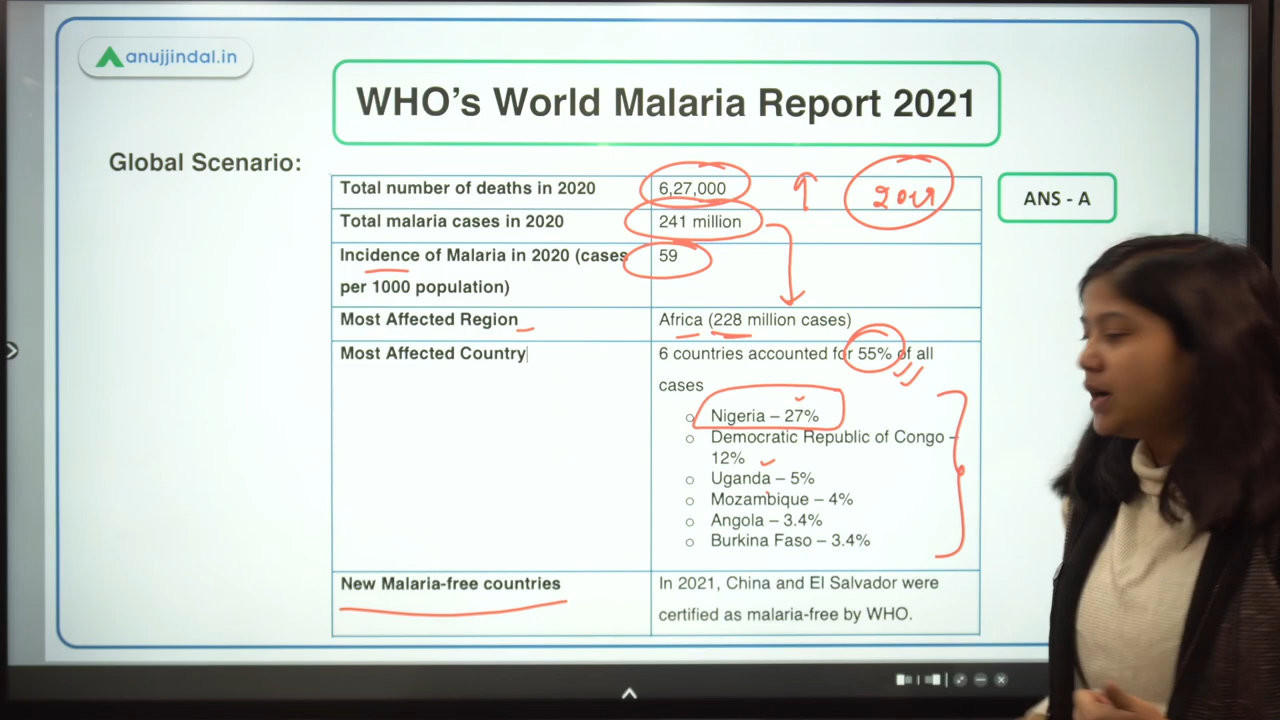 anujjindal.in
WHO's World Malaria Report 2021
Global Scenario:
Total number of deaths in 2020 6,27,000
ANS - A
Total malaria cases in 2020 241 million
Incidence of Malaria in 2020 (cases 59
per 1000 population)
Most Affected Region Africa (228 million cases)
Most Affected Country 6 countries accounted for 55% of all
cases
o Nigeria – 27%
o Democratic Republic of Congo –
12%
o Uganda – 5%
o Mozambique – 4%
o Angola – 3.4%
o Burkina Faso – 3.4%
New Malaria-free countries In 2021, China and El Salvador were
certified as malaria-free by WHO.